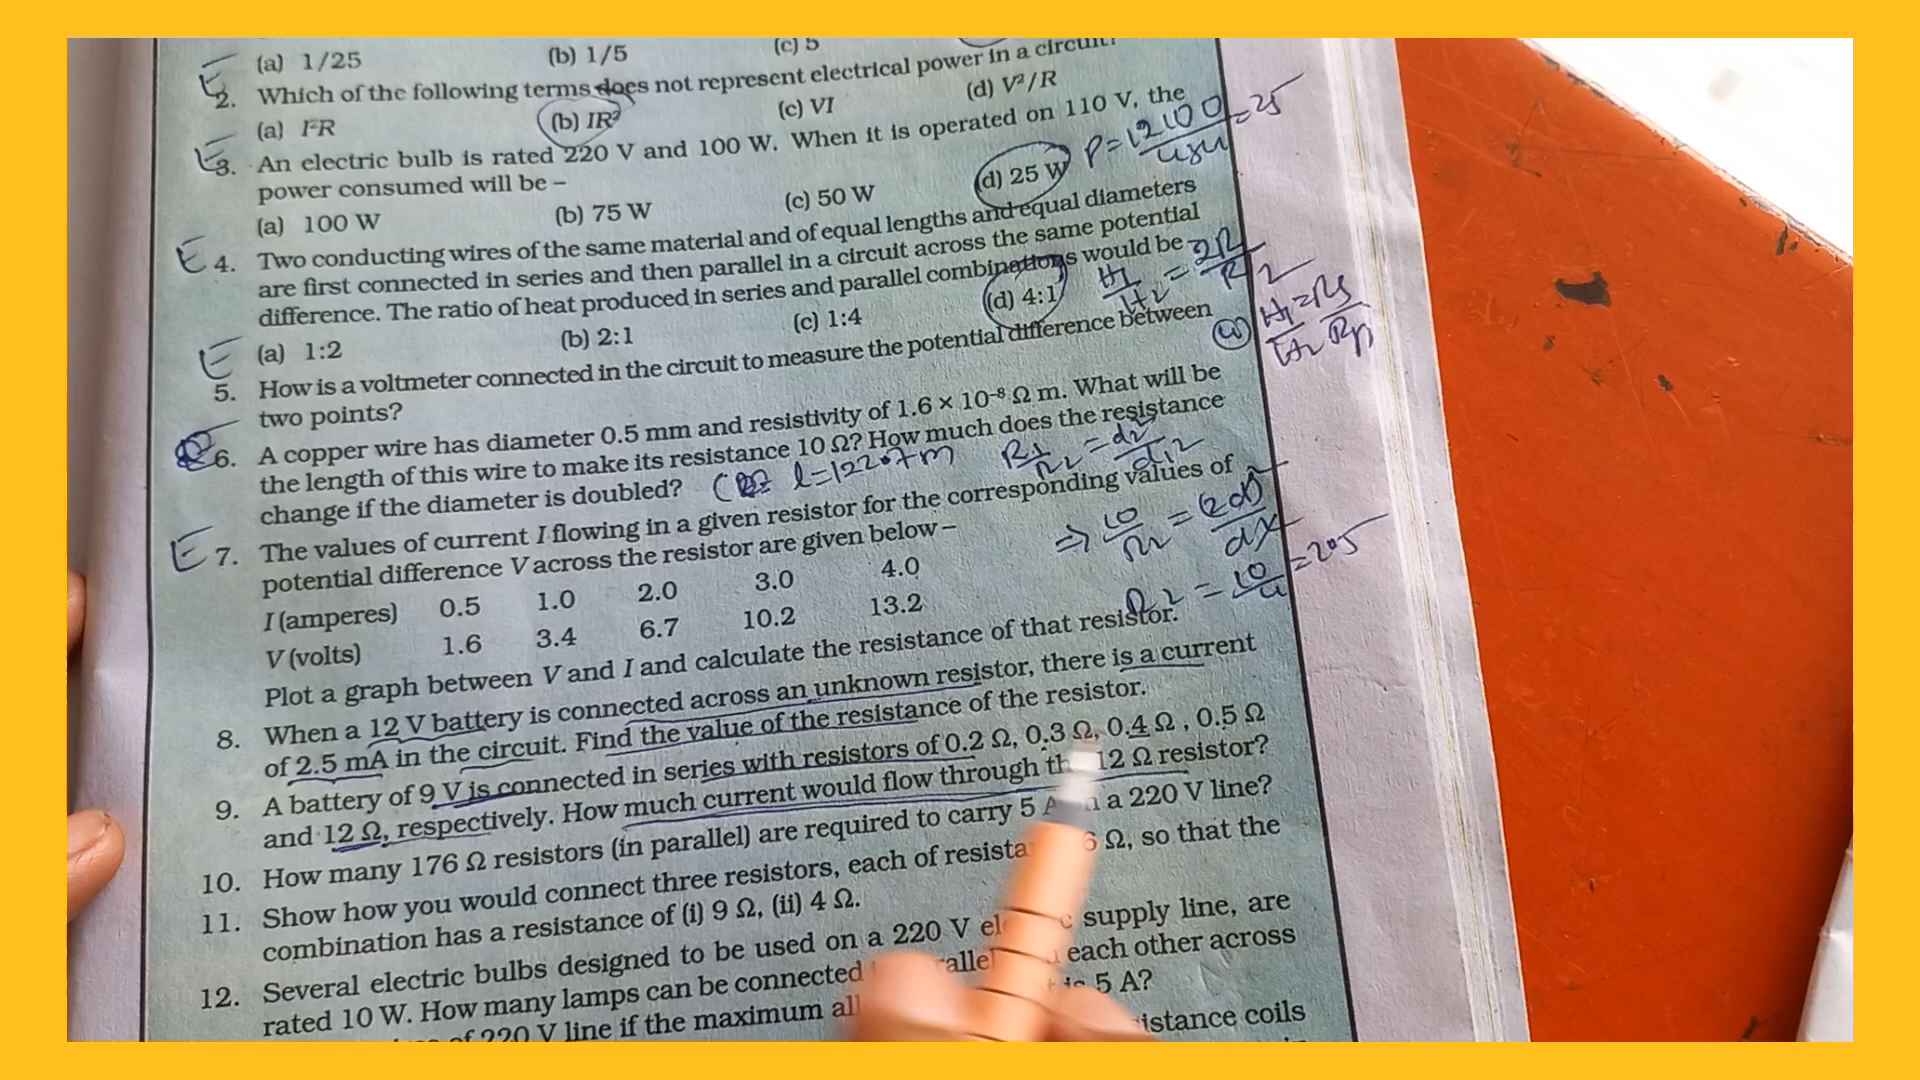 (a) 1/25 (b) 1/5 (c) 5
E 2. Which of the following terms does not represent electrical power in a circuit?
(a) I²R (b) IR² (c) VI (d) V²/R
E 3. An electric bulb is rated 220 V and 100 W. When it is operated on 110 V, the
power consumed will be –
(a) 100 W (b) 75 W (c) 50 W (d) 25 W
P = 12100 = 25
E 4. Two conducting wires of the same material and of equal lengths and equal diameters
are first connected in series and then parallel in a circuit across the same potential
difference. The ratio of heat produced in series and parallel combinations would be –
(a) 1:2 (b) 2:1 (c) 1:4 (d) 4:1
E 5. How is a voltmeter connected in the circuit to measure the potential difference between
two points?
6. A copper wire has diameter 0.5 mm and resistivity of 1.6 × 10⁻⁸ Ω m. What will be
the length of this wire to make its resistance 10 Ω? How much does the resistance
change if the diameter is doubled? l = 122.7 m
E 7. The values of current I flowing in a given resistor for the corresponding values of
potential difference V across the resistor are given below –
I (amperes) 0.5 1.0 2.0 3.0 4.0
V (volts) 1.6 3.4 6.7 10.2 13.2
Plot a graph between V and I and calculate the resistance of that resistor.
8. When a 12 V battery is connected across an unknown resistor, there is a current
of 2.5 mA in the circuit. Find the value of the resistance of the resistor.
9. A battery of 9 V is connected in series with resistors of 0.2 Ω, 0.3 Ω, 0.4 Ω , 0.5 Ω
and 12 Ω, respectively. How much current would flow through the 12 Ω resistor?
10. How many 176 Ω resistors (in parallel) are required to carry 5 A on a 220 V line?
11. Show how you would connect three resistors, each of resista 6 Ω, so that the
combination has a resistance of (i) 9 Ω, (ii) 4 Ω.
12. Several electric bulbs designed to be used on a 220 V el c supply line, are
rated 10 W. How many lamps can be connected each other across
of 220 V line if the maximum all 5 A?
istance coils